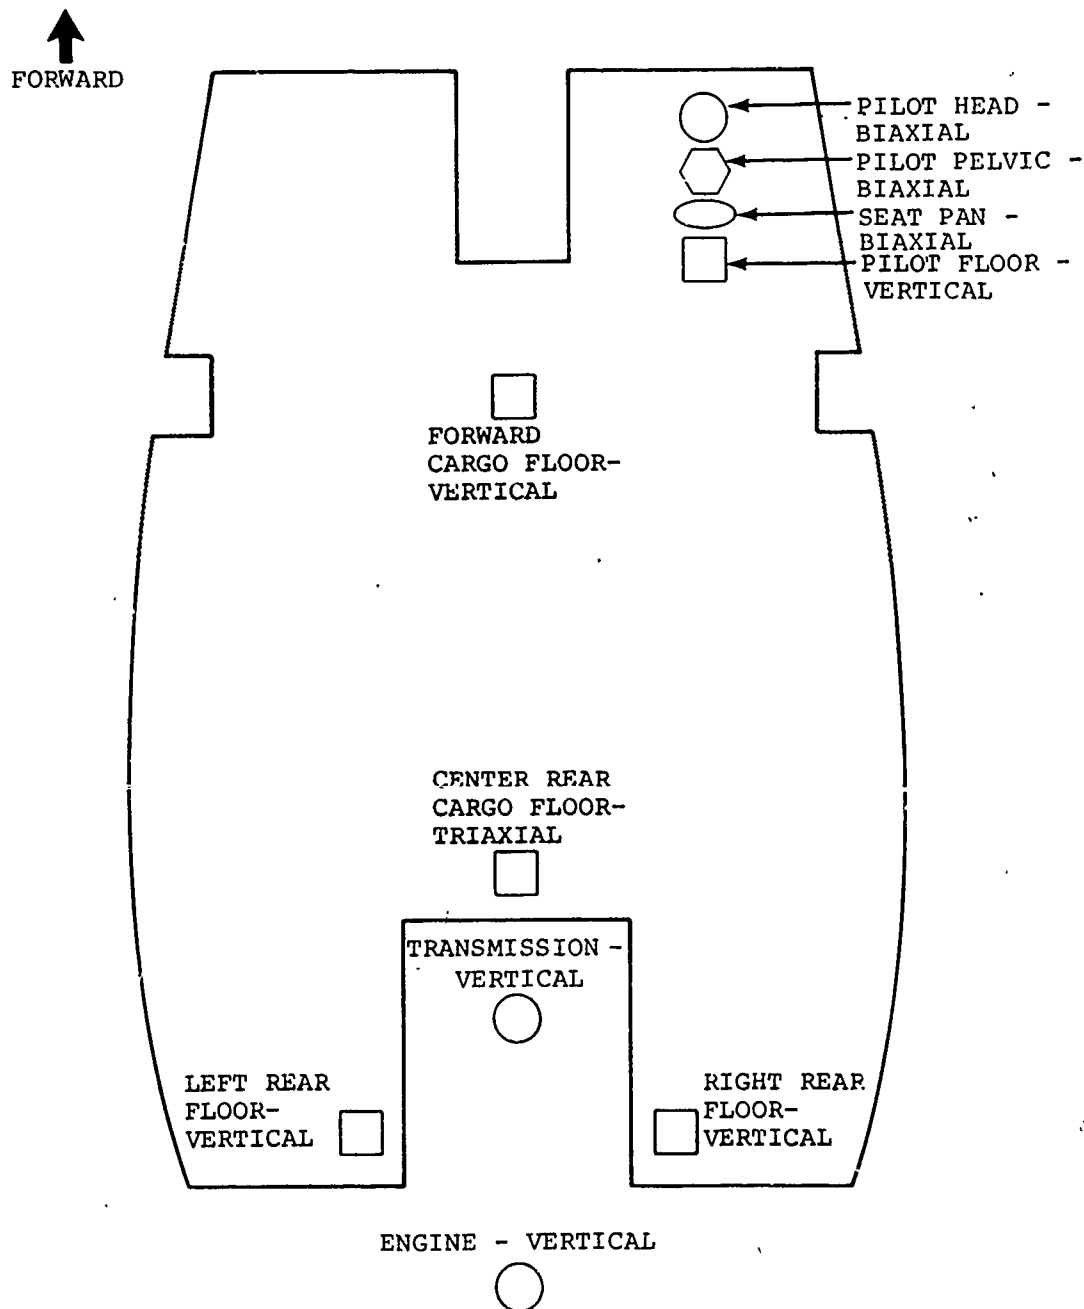 FORWARD
PILOT HEAD -
BIAXIAL
PILOT PELVIC -
BIAXIAL
SEAT PAN -
BIAXIAL
PILOT FLOOR -
VERTICAL
FORWARD
CARGO FLOOR-
VERTICAL
CENTER REAR
CARGO FLOOR-
TRIAXIAL
TRANSMISSION -
VERTICAL
LEFT REAR
FLOOR-
VERTICAL
RIGHT REAR
FLOOR-
VERTICAL
ENGINE - VERTICAL